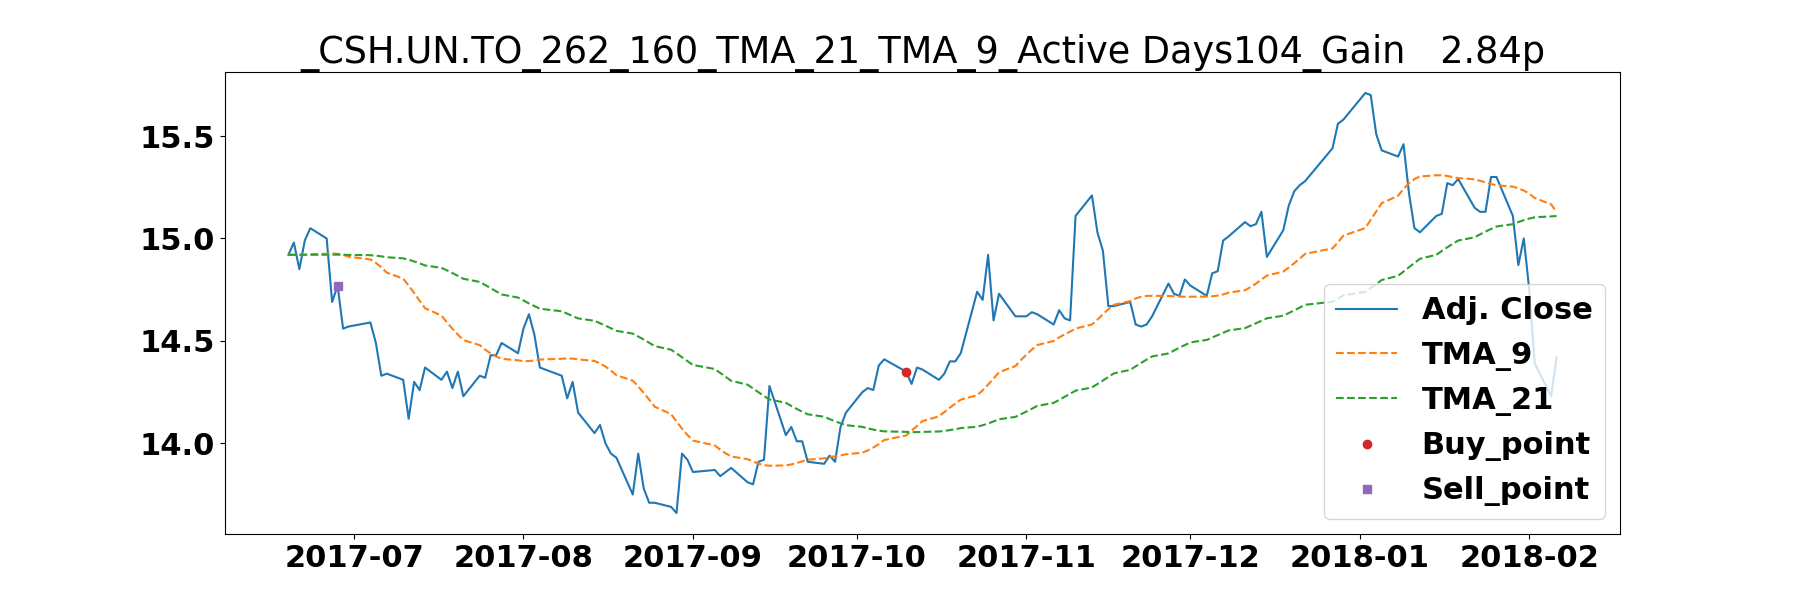 _CSH.UN.TO_262_160_TMA_21_TMA_9_Active Days104_Gain   2.84p
15.5
15.0
14.5
14.0
Adj. Close
TMA_9
TMA_21
Buy_point
Sell_point
2017-07 2017-08 2017-09 2017-10 2017-11 2017-12 2018-01 2018-02